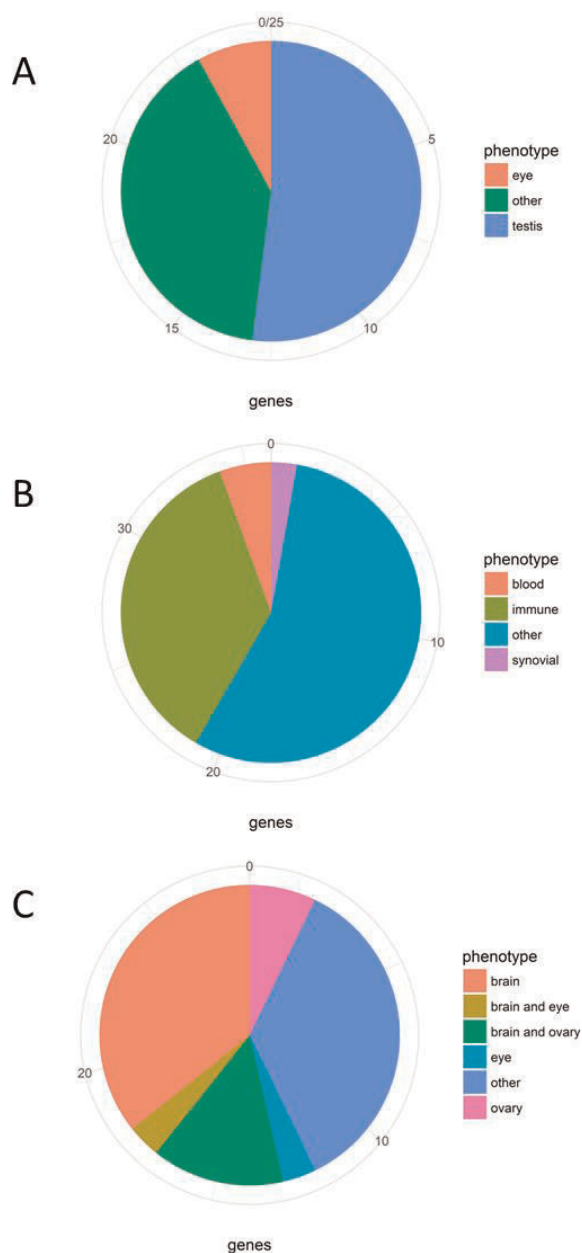 A
0/25
5
10
15
20
phenotype
eye
other
testis
genes
B
0
10
20
30
phenotype
blood
immune
other
synovial
genes
C
0
10
20
phenotype
brain
brain and eye
brain and ovary
eye
other
ovary
genes